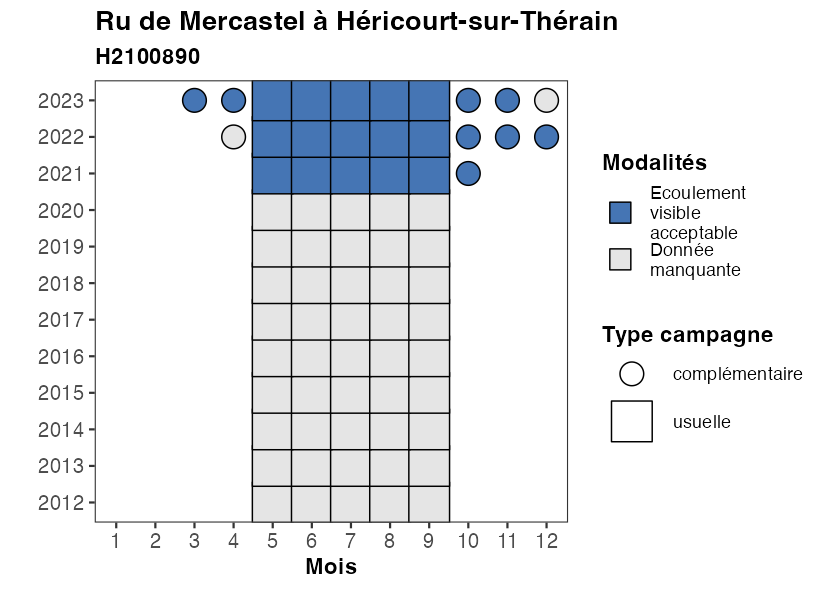 Ru de Mercastel à Héricourt-sur-Thérain
H2100890
2023
2022
2021
2020
2019
2018
2017
2016
2015
2014
2013
2012
1 2 3 4 5 6 7 8 9 10 11 12
Mois
Modalités
Ecoulement
visible
acceptable
Donnée
manquante
Type campagne
complémentaire
usuelle